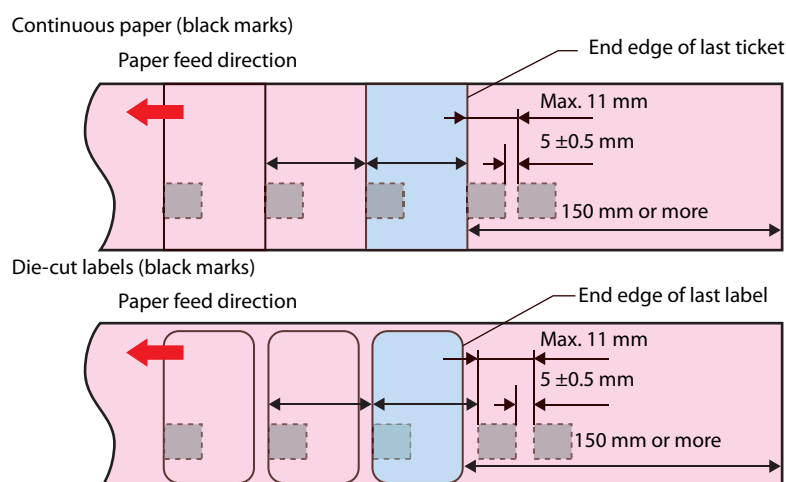 Continuous paper (black marks)
Paper feed direction
End edge of last ticket
Max. 11 mm
5 ±0.5 mm
150 mm or more
Die-cut labels (black marks)
Paper feed direction
End edge of last label
Max. 11 mm
5 ±0.5 mm
150 mm or more